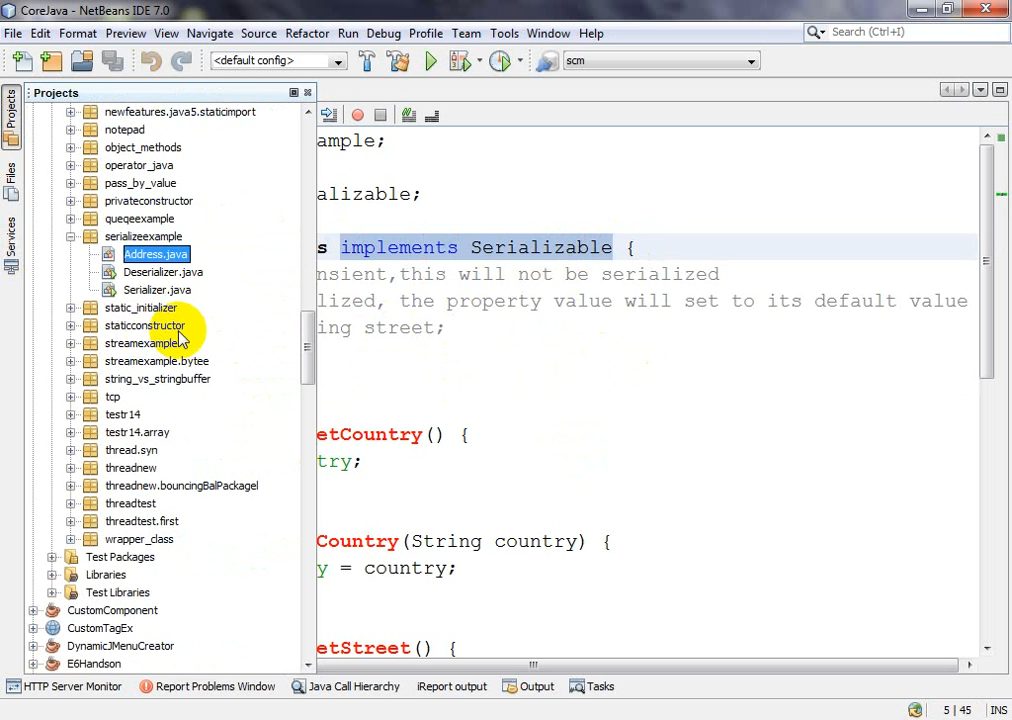 CoreJava - NetBeans IDE 7.0
File Edit Format Preview View Navigate Source Refactor Run Debug Profile Team Tools Window Help
Search (Ctrl+I)
<default config>
scm
Projects
Projects
Files
Services
newfeatures.java5.staticimport
notepad
object_methods
operator_java
pass_by_value
privateconstructor
queqeexample
serializeexample
Address.java
Deserializer.java
Serializer.java
static_initializer
staticconstructor
streamexample
streamexample.bytee
string_vs_stringbuffer
tcp
testr14
testr14.array
thread.syn
threadnew
threadnew.bouncingBalPackagel
threadtest
threadtest.first
wrapper_class
Test Packages
Libraries
Test Libraries
CustomComponent
CustomTagEx
DynamicJMenuCreator
E6Handson
ample;
alizable;
s implements Serializable {
nsient,this will not be serialized
lized, the property value will set to its default value
ing street;
etCountry() {
try;
Country(String country) {
y = country;
etStreet() {
HTTP Server Monitor Report Problems Window Java Call Hierarchy iReport output Output Tasks
5 | 45 INS